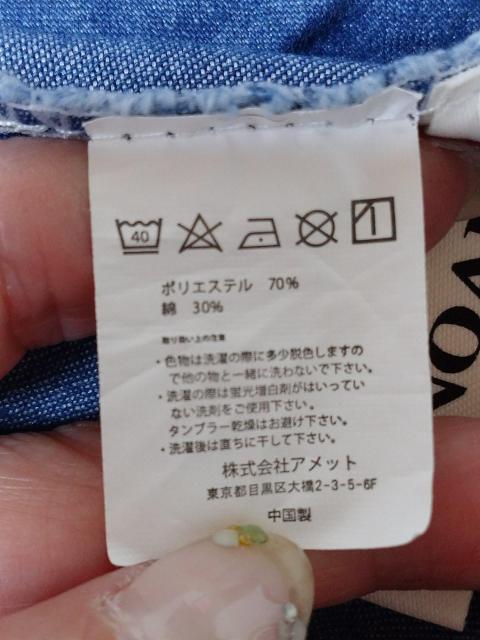 40
ポリエステル 70%
綿 30%
取り扱い上の注意
・色物は洗濯の際に多少脱色しますの
で他の物と一緒に洗わないで下さい。
・洗濯の際は蛍光増白剤がはいってい
ない洗剤をご使用下さい。
タンブラー乾燥はお避け下さい。
・洗濯後は直ちに干して下さい。
株式会社アメット
東京都目黒区大橋2-3-5-6F
中国製